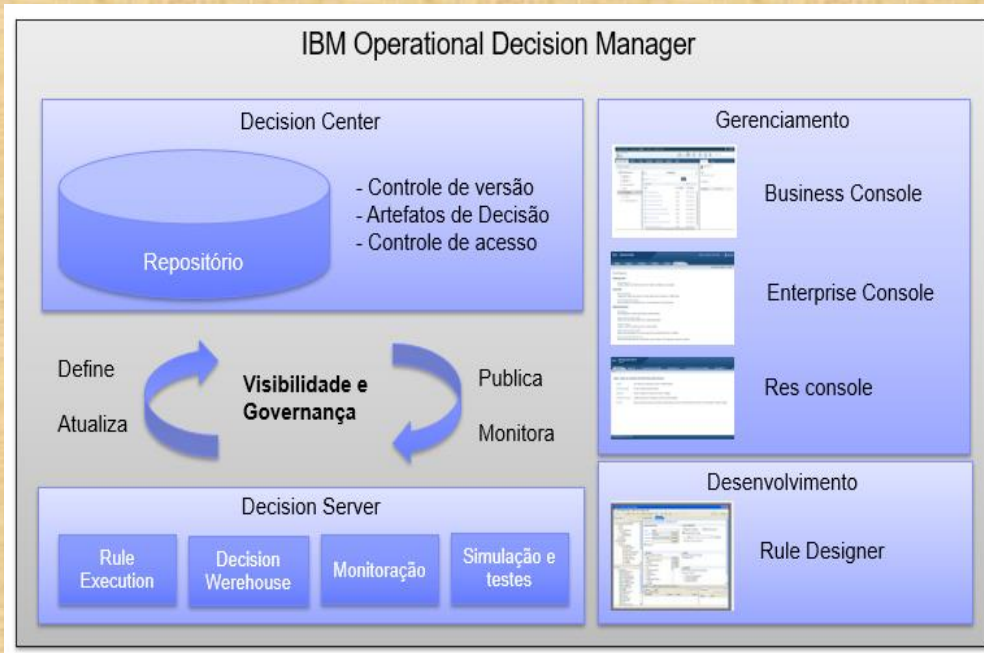 IBM Operational Decision Manager
Decision Center
Repositório
- Controle de versão
- Artefatos de Decisão
- Controle de acesso
Define
Atualiza
Visibilidade e
Governança
Publica
Monitora
Decision Server
Rule
Execution
Decision
Werehouse
Monitoração
Simulação e
testes
Gerenciamento
Business Console
Enterprise Console
Res console
Desenvolvimento
Rule Designer